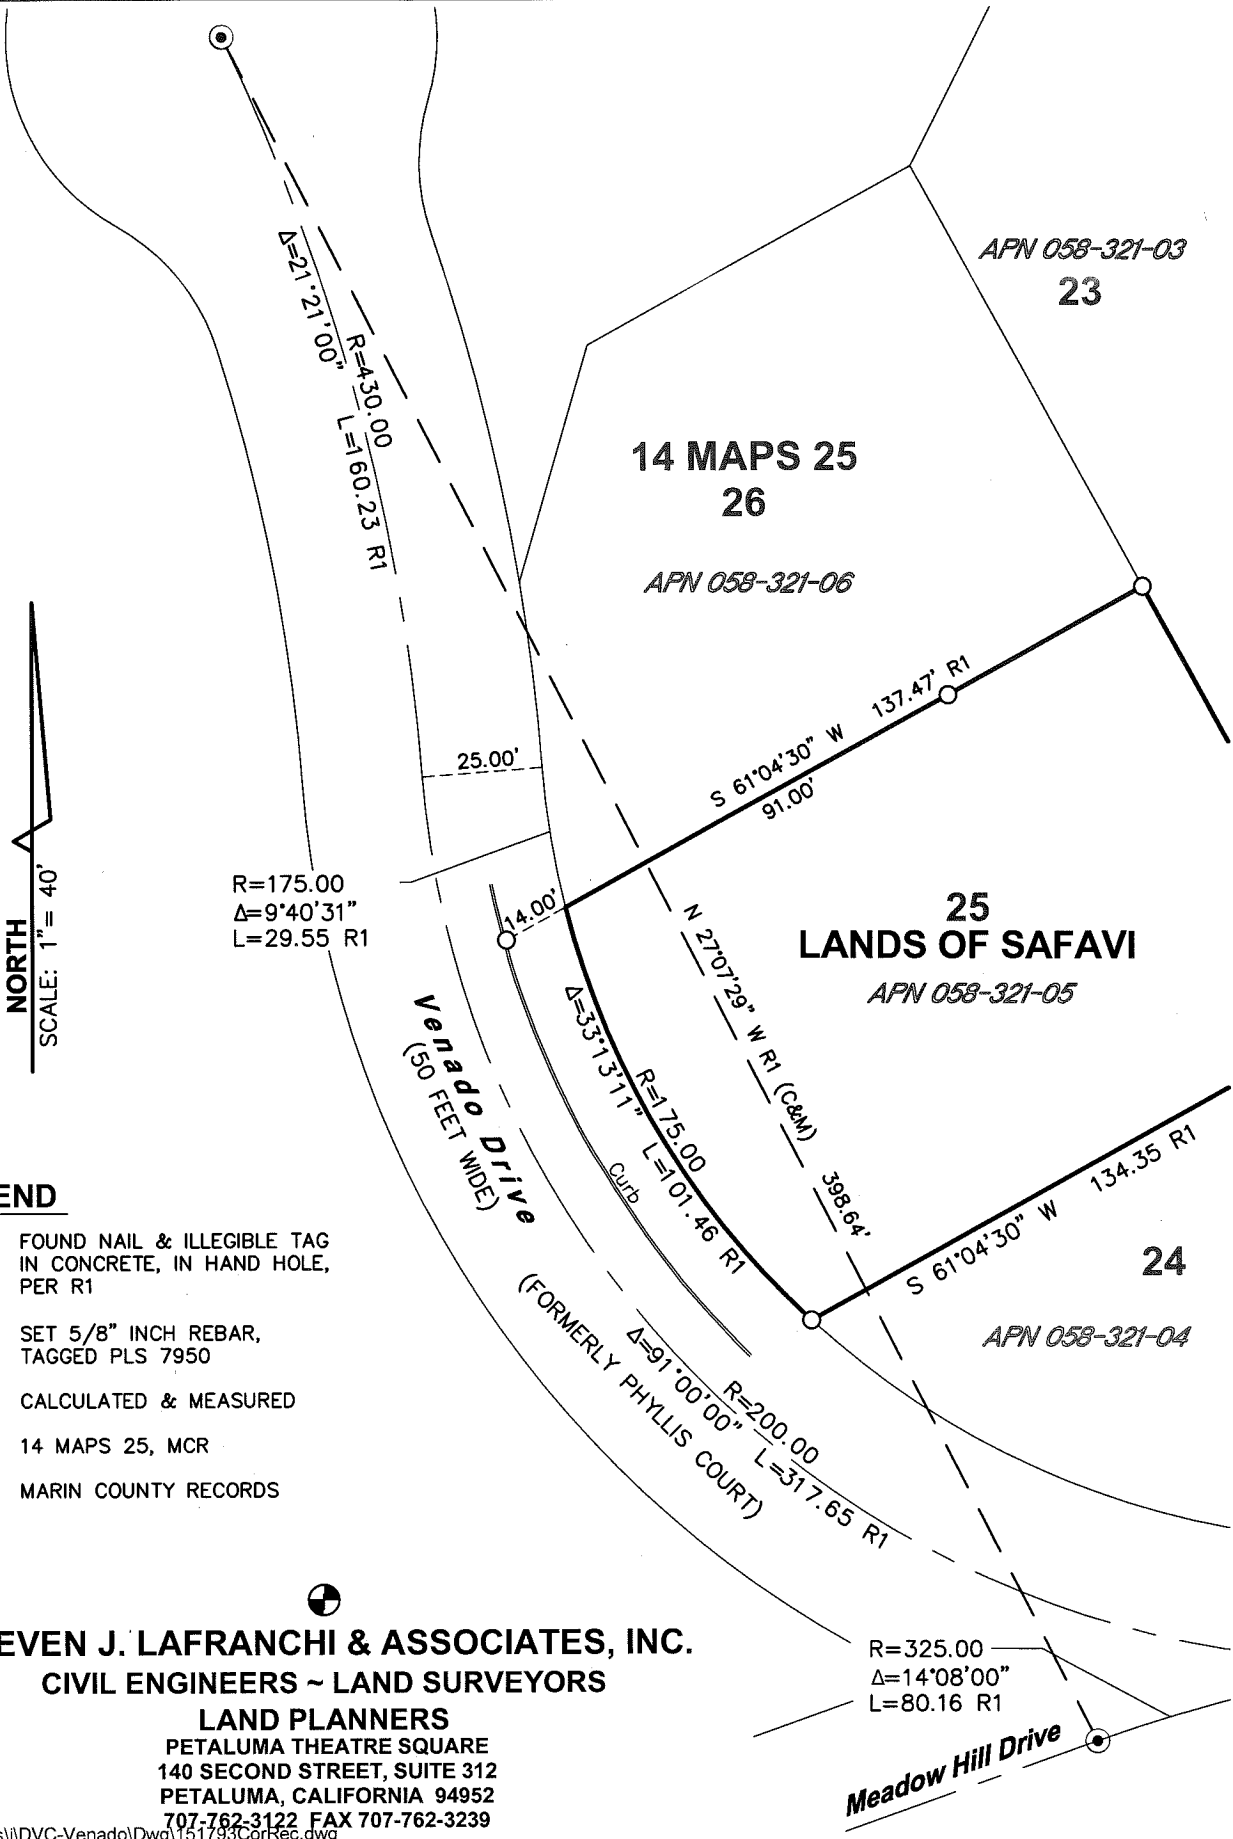 APN 058-321-03
23
Δ=21°21'00"
R=430.00
L=160.23 R1
14 MAPS 25
26
APN 058-321-06
137.47' R1
S 61°04'30" W
91.00'
25.00'
NORTH
SCALE: 1"= 40'
R=175.00
Δ=9°40'31"
L=29.55 R1
14.00'
25
LANDS OF SAFAVI
APN 058-321-05
N 27°07'29" W R1 (C&M) 398.64'
Venado Drive
(50 FEET WIDE)
Δ=33°13'11"
R=175.00
L=101.46 R1
Curb
134.35 R1
S 61°04'30" W
24
APN 058-321-04
END
FOUND NAIL & ILLEGIBLE TAG
IN CONCRETE, IN HAND HOLE,
PER R1
SET 5/8" INCH REBAR,
TAGGED PLS 7950
CALCULATED & MEASURED
14 MAPS 25, MCR
MARIN COUNTY RECORDS
(FORMERLY PHYLLIS COURT)
Δ=91°00'00"
R=200.00
L=317.65 R1
EVEN J. LAFRANCHI & ASSOCIATES, INC.
CIVIL ENGINEERS ~ LAND SURVEYORS
LAND PLANNERS
PETALUMA THEATRE SQUARE
140 SECOND STREET, SUITE 312
PETALUMA, CALIFORNIA 94952
707-762-3122 FAX 707-762-3239
R=325.00
Δ=14°08'00"
L=80.16 R1
Meadow Hill Drive
s\i\DVC-Venado\Dwg\151793CorRec.dwg